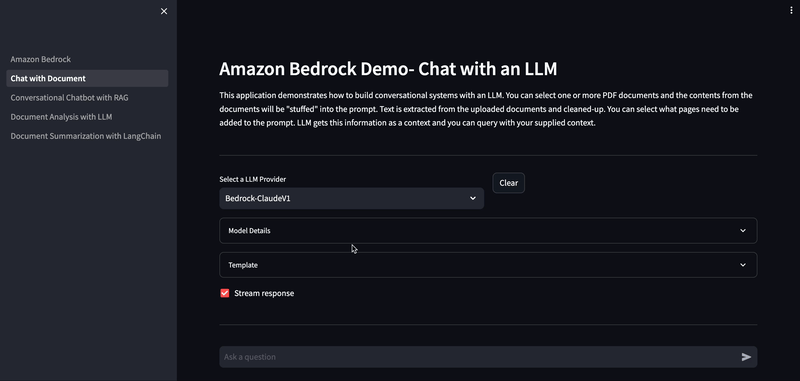 Amazon Bedrock
Chat with Document
Conversational Chatbot with RAG
Document Analysis with LLM
Document Summarization with LangChain
Amazon Bedrock Demo- Chat with an LLM
This application demonstrates how to build conversational systems with an LLM. You can select one or more PDF documents and the contents from the
documents will be "stuffed" into the prompt. Text is extracted from the uploaded documents and cleaned-up. You can select what pages need to be
added to the prompt. LLM gets this information as a context and you can query with your supplied context.
Select a LLM Provider
Bedrock-ClaudeV1
Clear
Model Details
Template
Stream response
Ask a question